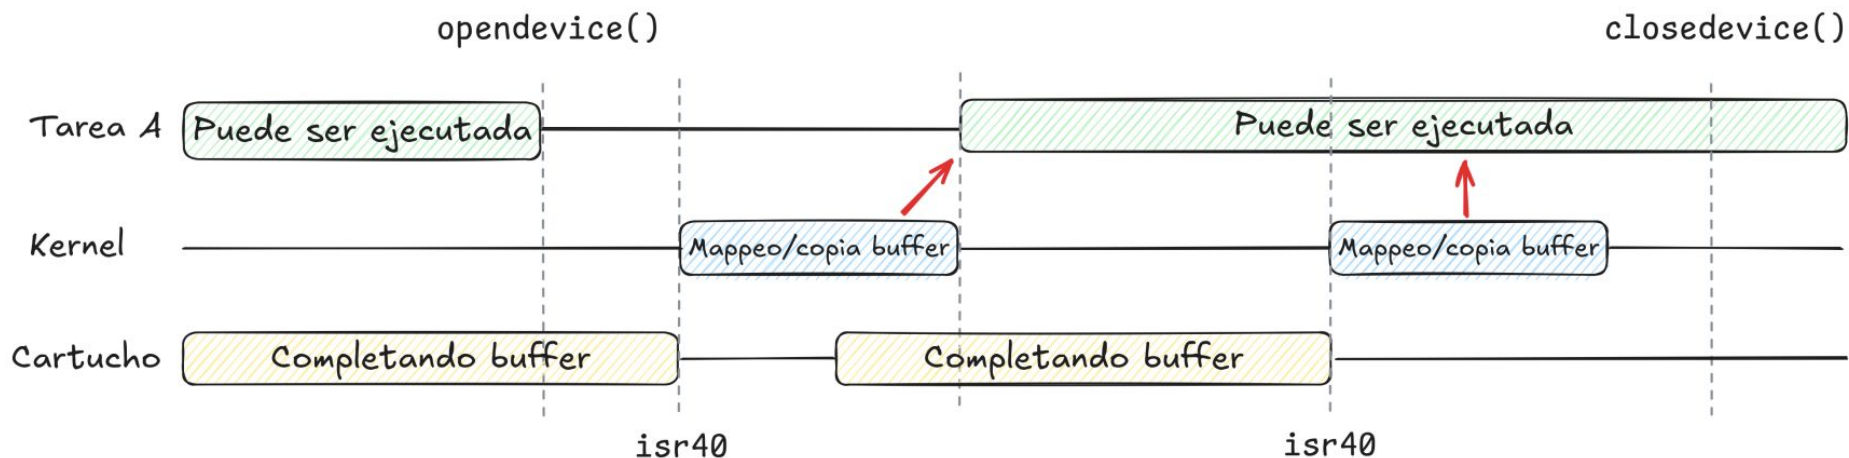 opendevice()
closedevice()
Tarea A
Puede ser ejecutada
Puede ser ejecutada
Kernel
Mappeo/copia buffer
Mappeo/copia buffer
Cartucho
Completando buffer
Completando buffer
isr40
isr40